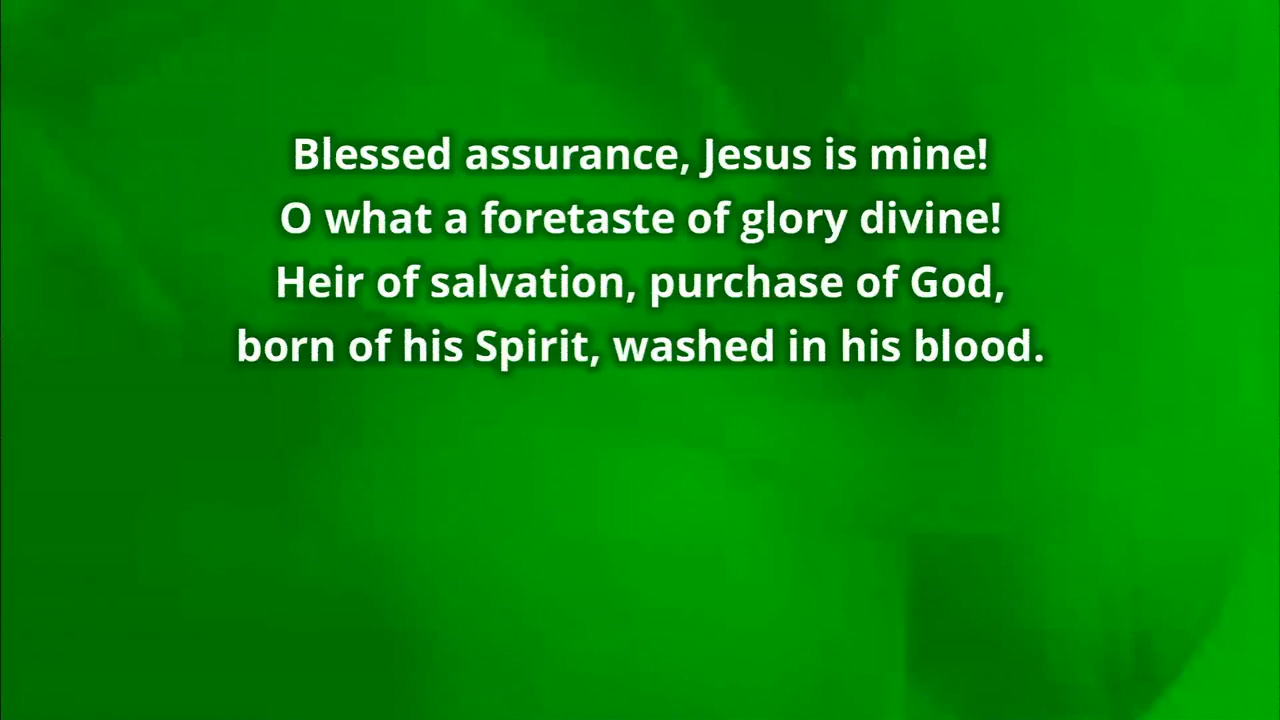 Blessed assurance, Jesus is mine!
O what a foretaste of glory divine!
Heir of salvation, purchase of God,
born of his Spirit, washed in his blood.